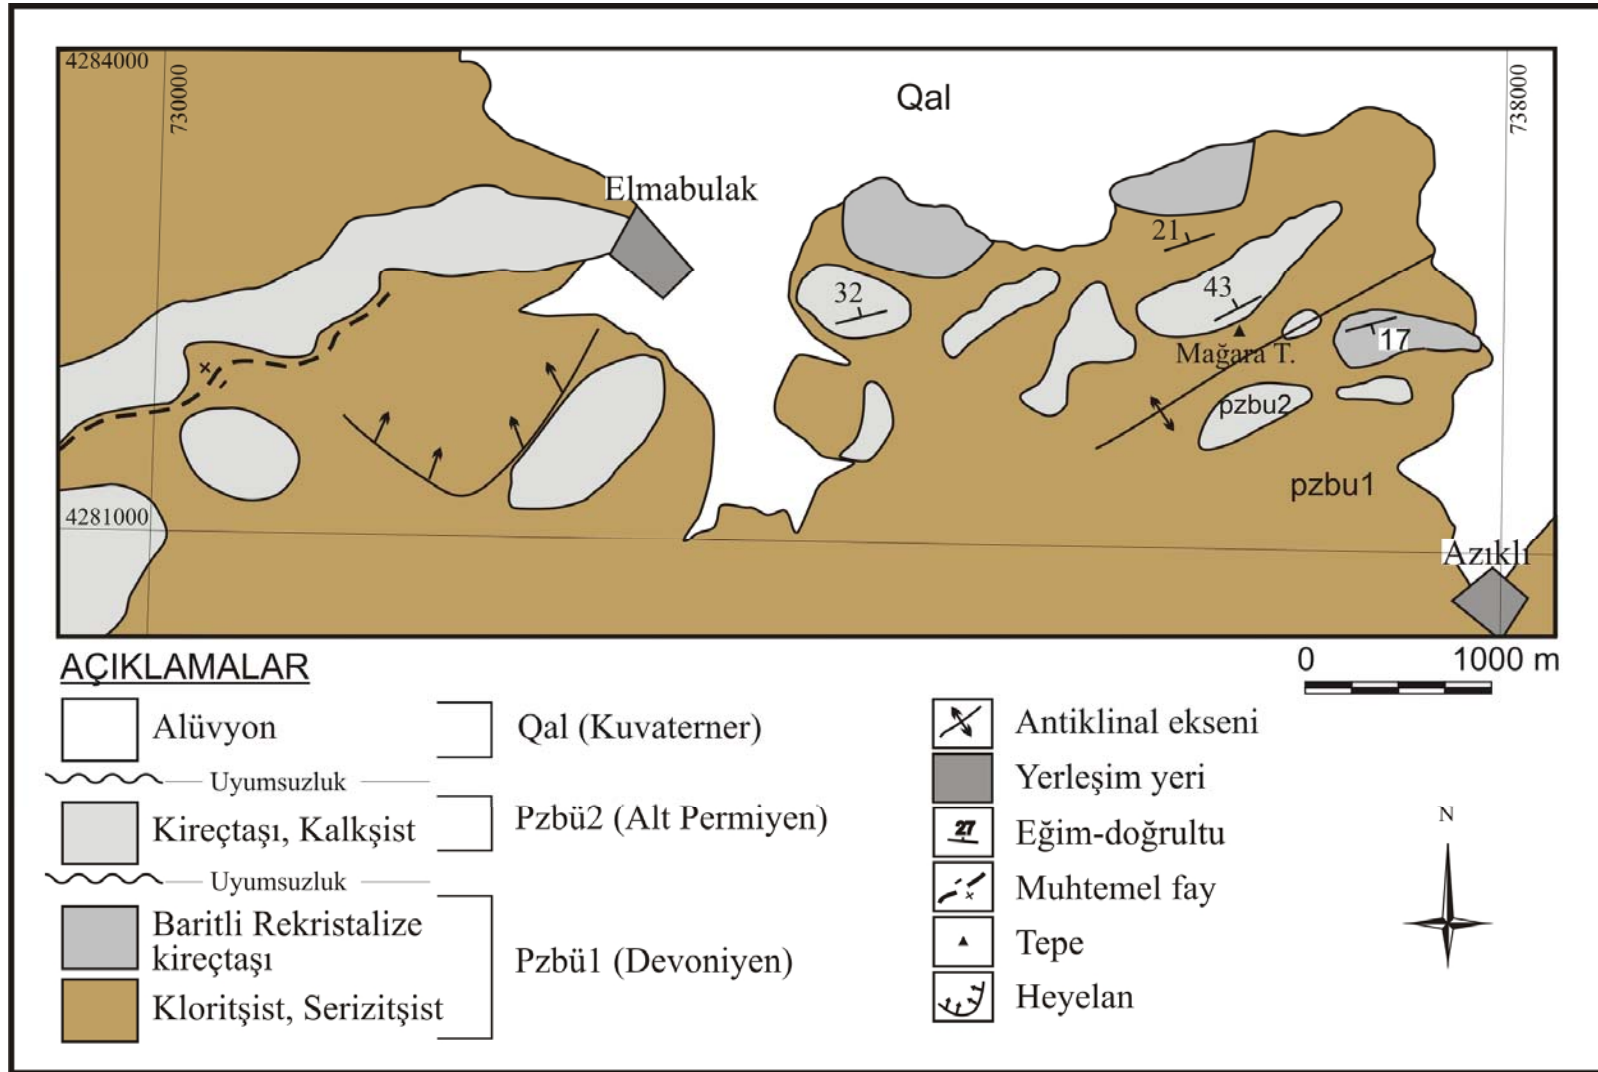 4284000
730000
Qal
738000
Elmabulak
21
32
43
17
Mağara T.
pzbu2
pzbu1
4281000
Azıklı
AÇIKLAMALAR
0 1000 m
Alüvyon
Qal (Kuvaterner)
Uyumsuzluk
Kireçtaşı, Kalkşist
Pzbü2 (Alt Permiyen)
Uyumsuzluk
Baritli Rekristalize
kireçtaşı
Pzbü1 (Devoniyen)
Kloritşist, Serizitşist
Antiklinal ekseni
Yerleşim yeri
27
Eğim-doğrultu
Muhtemel fay
Tepe
Heyelan
N